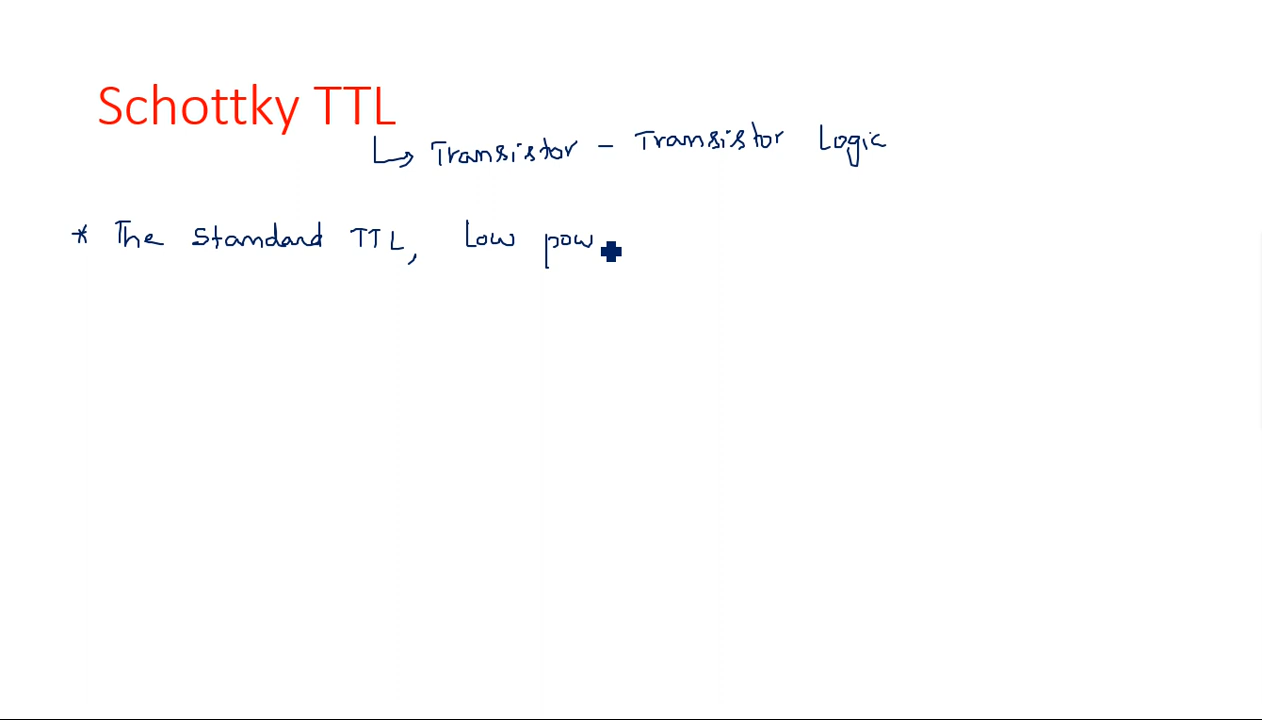 Schottky TTL
↳ Transistor - Transistor Logic
* The standard TTL, Low pow